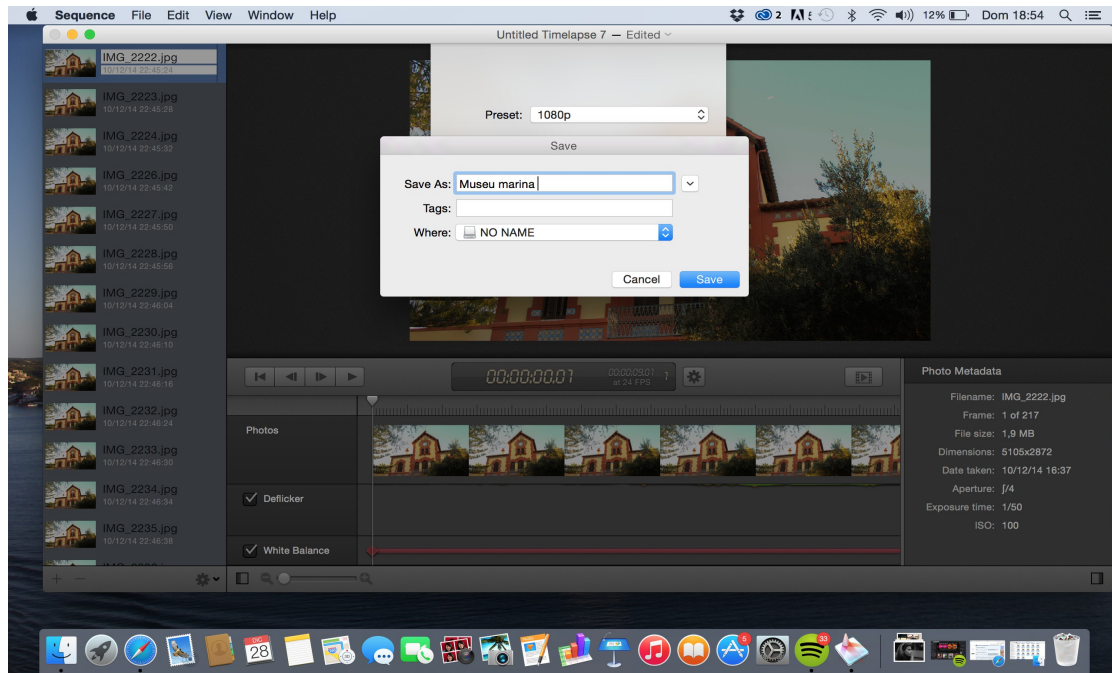 Sequence File Edit View Window Help 2 12% Dom 18:54
Untitled Timelapse 7 — Edited
IMG_2222.jpg
10/12/14 22:45:24
IMG_2223.jpg
10/12/14 22:45:28
IMG_2224.jpg
10/12/14 22:45:32
IMG_2226.jpg
10/12/14 22:45:42
IMG_2227.jpg
10/12/14 22:45:50
IMG_2228.jpg
10/12/14 22:45:56
IMG_2229.jpg
10/12/14 22:46:04
IMG_2230.jpg
10/12/14 22:46:10
IMG_2231.jpg
10/12/14 22:46:16
IMG_2232.jpg
10/12/14 22:46:24
IMG_2233.jpg
10/12/14 22:46:30
IMG_2234.jpg
10/12/14 22:46:34
IMG_2235.jpg
10/12/14 22:46:38
Preset: 1080p
Save
Save As: Museu marina
Tags:
Where: NO NAME
Cancel Save
00:00:00.01 00:00:09.01 1
at 24 FPS
Photos
Deflicker
White Balance
Photo Metadata
Filename: IMG_2222.jpg
Frame: 1 of 217
File size: 1,9 MB
Dimensions: 5105x2872
Date taken: 10/12/14 16:37
Aperture: ƒ/4
Exposure time: 1/50
ISO: 100
DIC
28
5
33